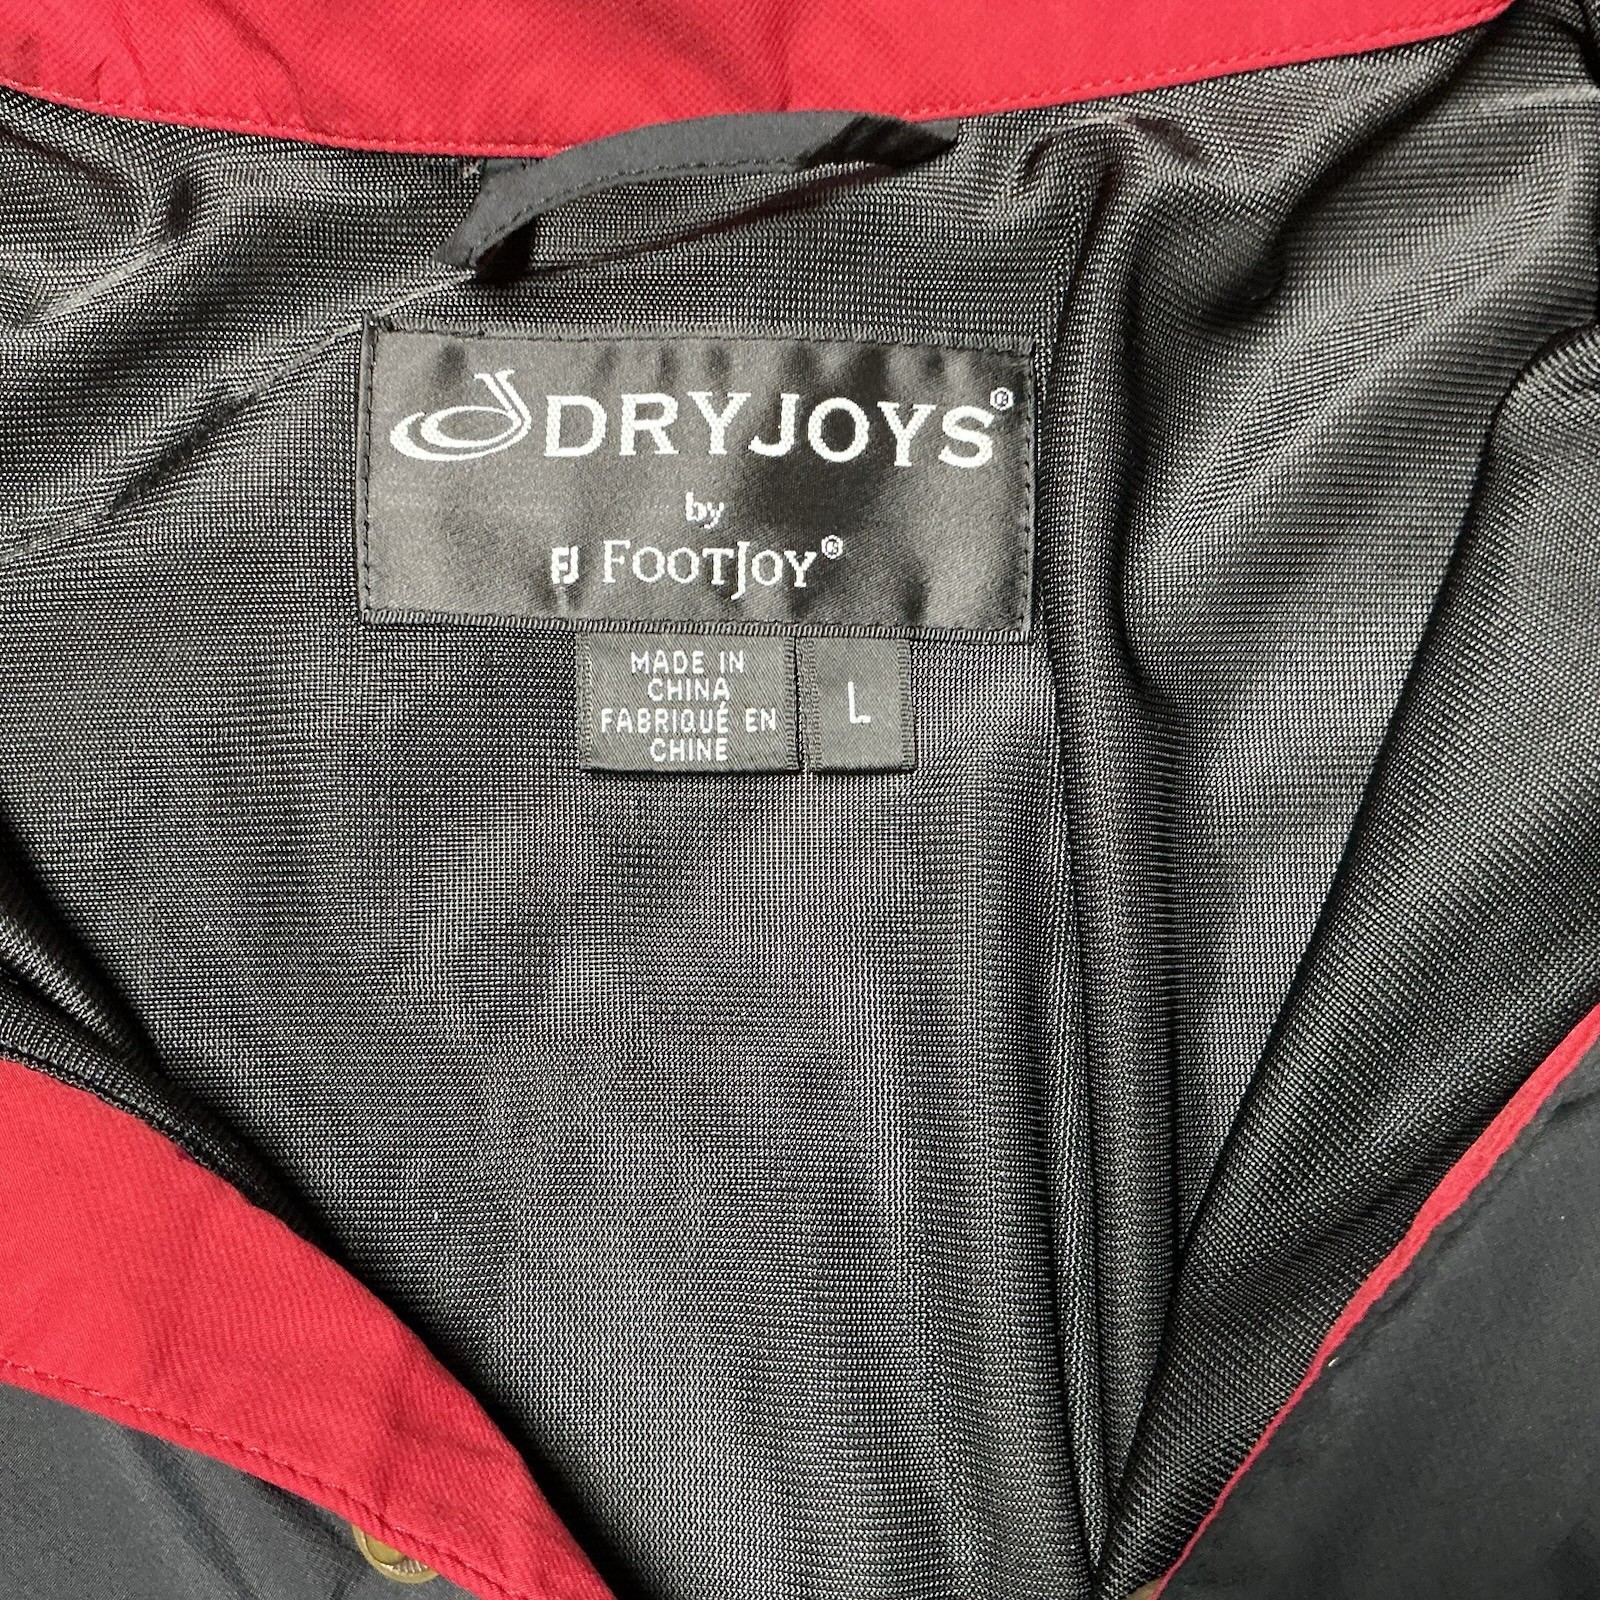 DRYJOYS®
by
FJ FOOTJOY®
MADE IN
CHINA
FABRIQUÉ EN
CHINE
L